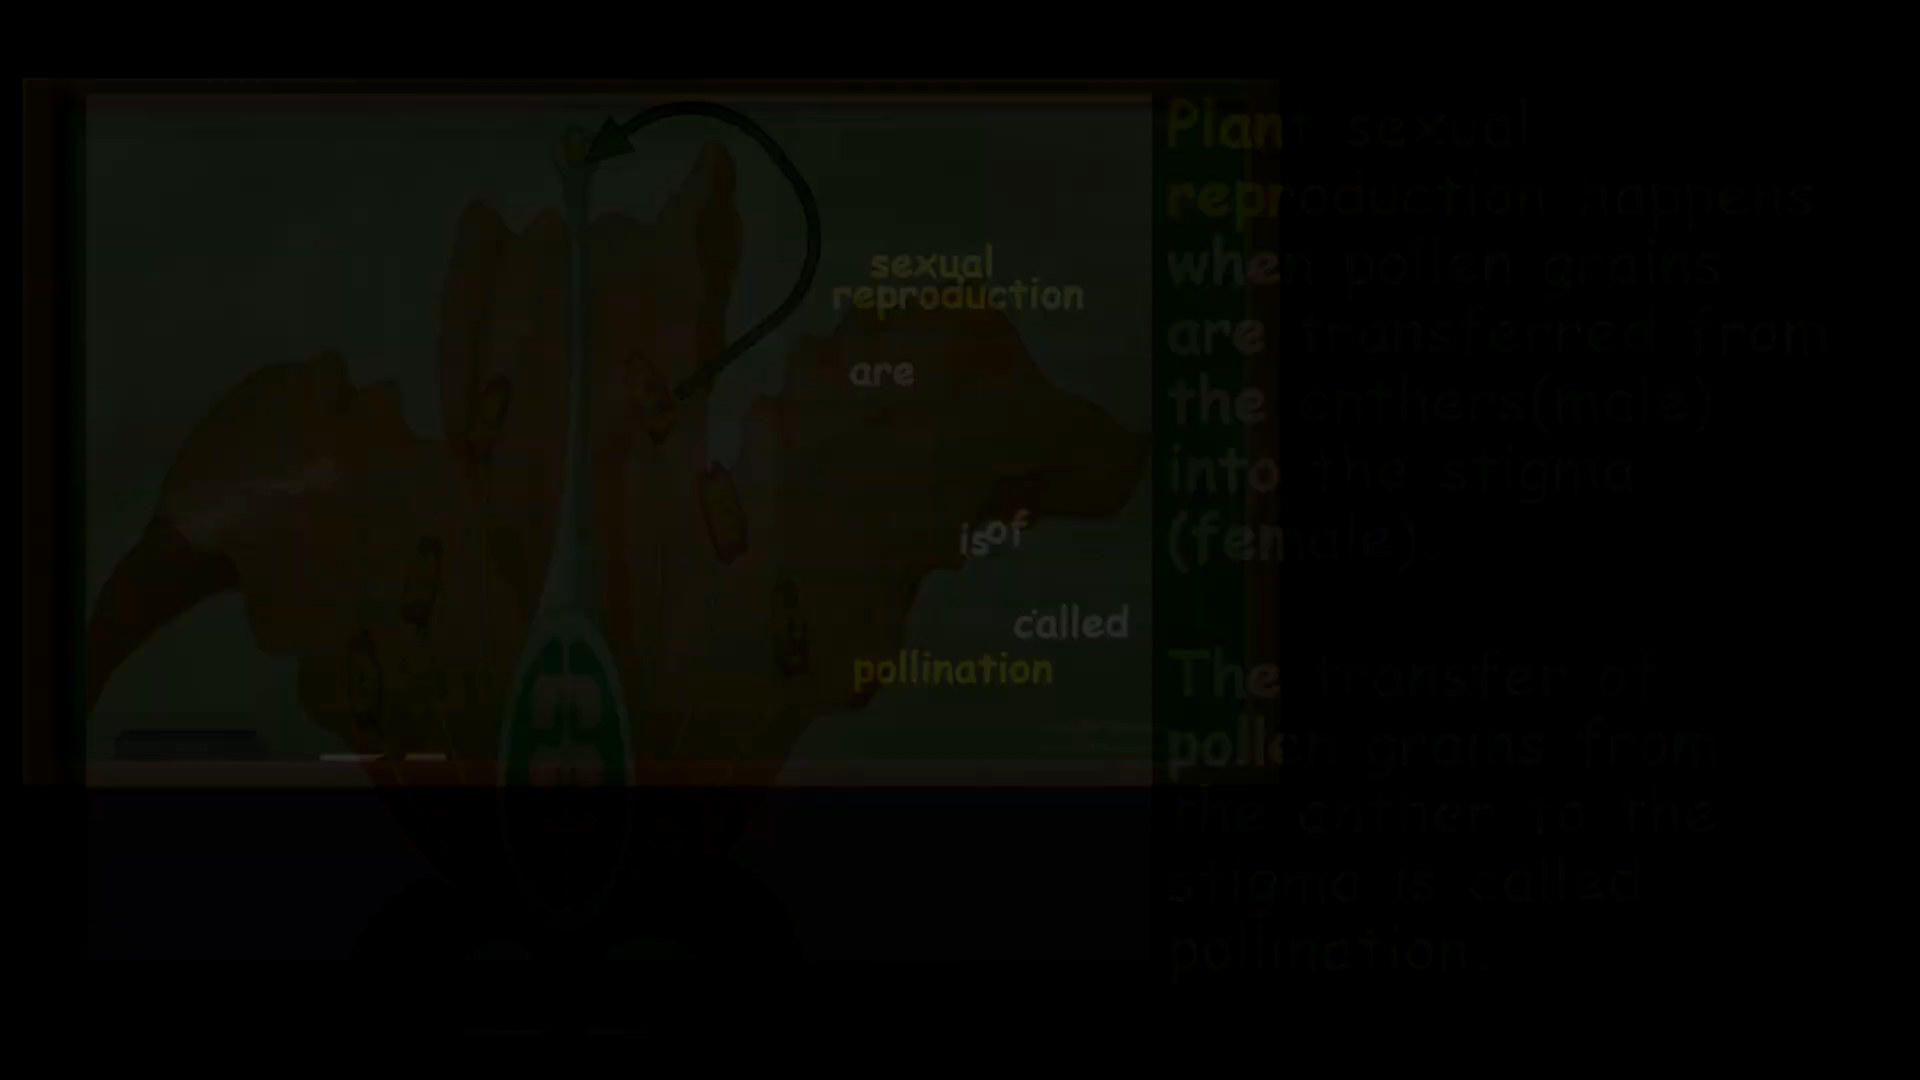 Plant sexual
reproduction happens
when pollen grains
are transferred from
the anthers(male)
into the stigma
(female)
The transfer of
pollen grains from
the anther to the
stigma is called
pollination.
sexual
reproduction
are
is of
called
pollination